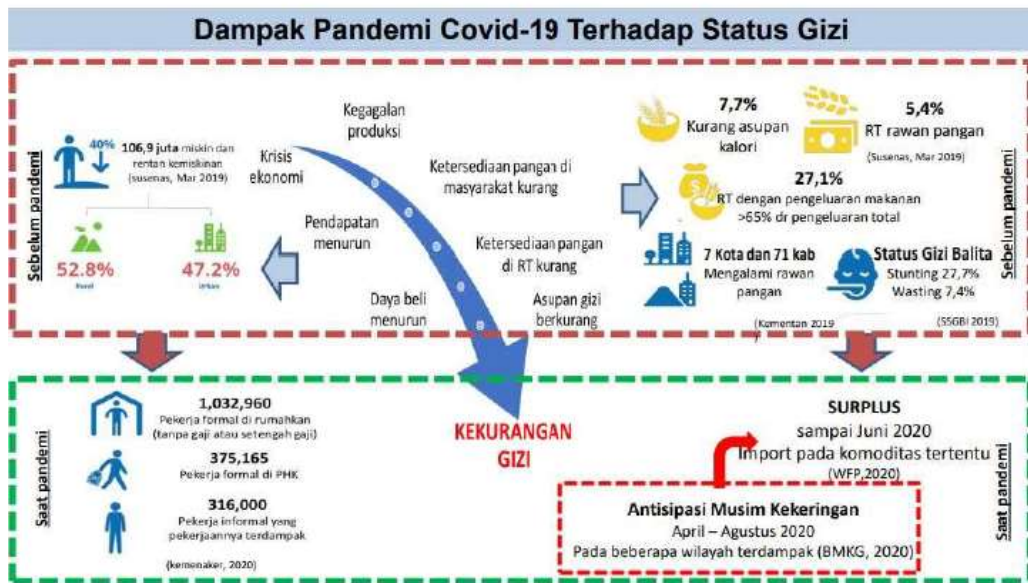 Dampak Pandemi Covid-19 Terhadap Status Gizi
Sebelum pandemi
40%
106,9 juta miskin dan
rentan kemiskinan
(susenas, Mar 2019)
52.8%
Rural
47.2%
Urban
Krisis
ekonomi
Kegagalan
produksi
Pendapatan
menurun
Daya beli
menurun
Ketersediaan pangan di
masyarakat kurang
Ketersediaan pangan
di RT kurang
Asupan gizi
berkurang
7,7%
Kurang asupan
kalori
5,4%
RT rawan pangan
(Susenas, Mar 2019)
27,1%
RT dengan pengeluaran makanan
>65% dr pengeluaran total
7 Kota dan 71 kab
Mengalami rawan
pangan
(Kementan 2019
)
Status Gizi Balita
Stunting 27,7%
Wasting 7,4%
(SSGBI 2019)
Sebelum pandemi
Saat pandemi
1,032,960
Pekerja formal di rumahkan
(tanpa gaji atau setengah gaji)
375,165
Pekerja formal di PHK
316,000
Pekerja informal yang
pekerjaannya terdampak
(kemenaker, 2020)
KEKURANGAN
GIZI
SURPLUS
sampai Juni 2020
Import pada komoditas tertentu
(WFP,2020)
Antisipasi Musim Kekeringan
April – Agustus 2020
Pada beberapa wilayah terdampak (BMKG, 2020)
Saat pandemi